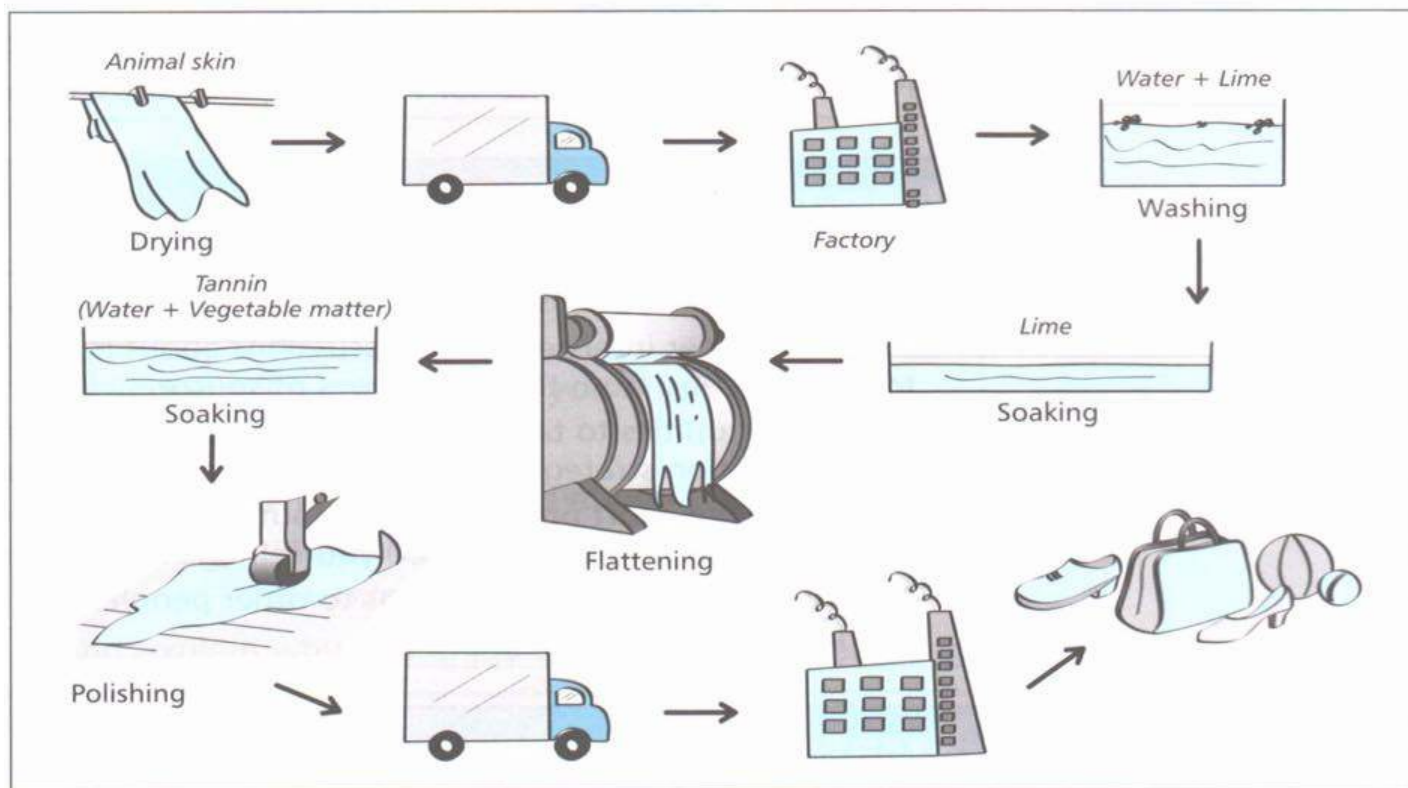 Animal skin
Drying
Factory
Water + Lime
Washing
Lime
Soaking
Flattening
Tannin
(Water + Vegetable matter)
Soaking
Polishing